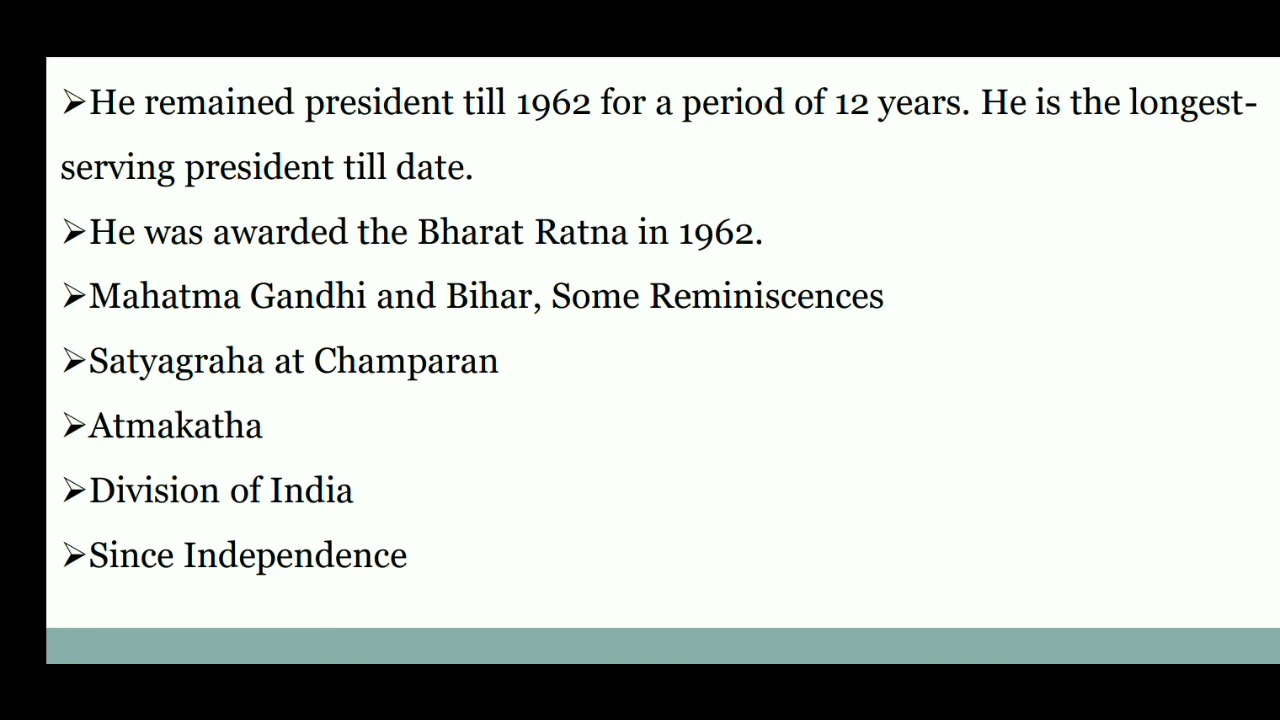 ➢He remained president till 1962 for a period of 12 years. He is the longest-
serving president till date.
➢He was awarded the Bharat Ratna in 1962.
➢Mahatma Gandhi and Bihar, Some Reminiscences
➢Satyagraha at Champaran
➢Atmakatha
➢Division of India
➢Since Independence